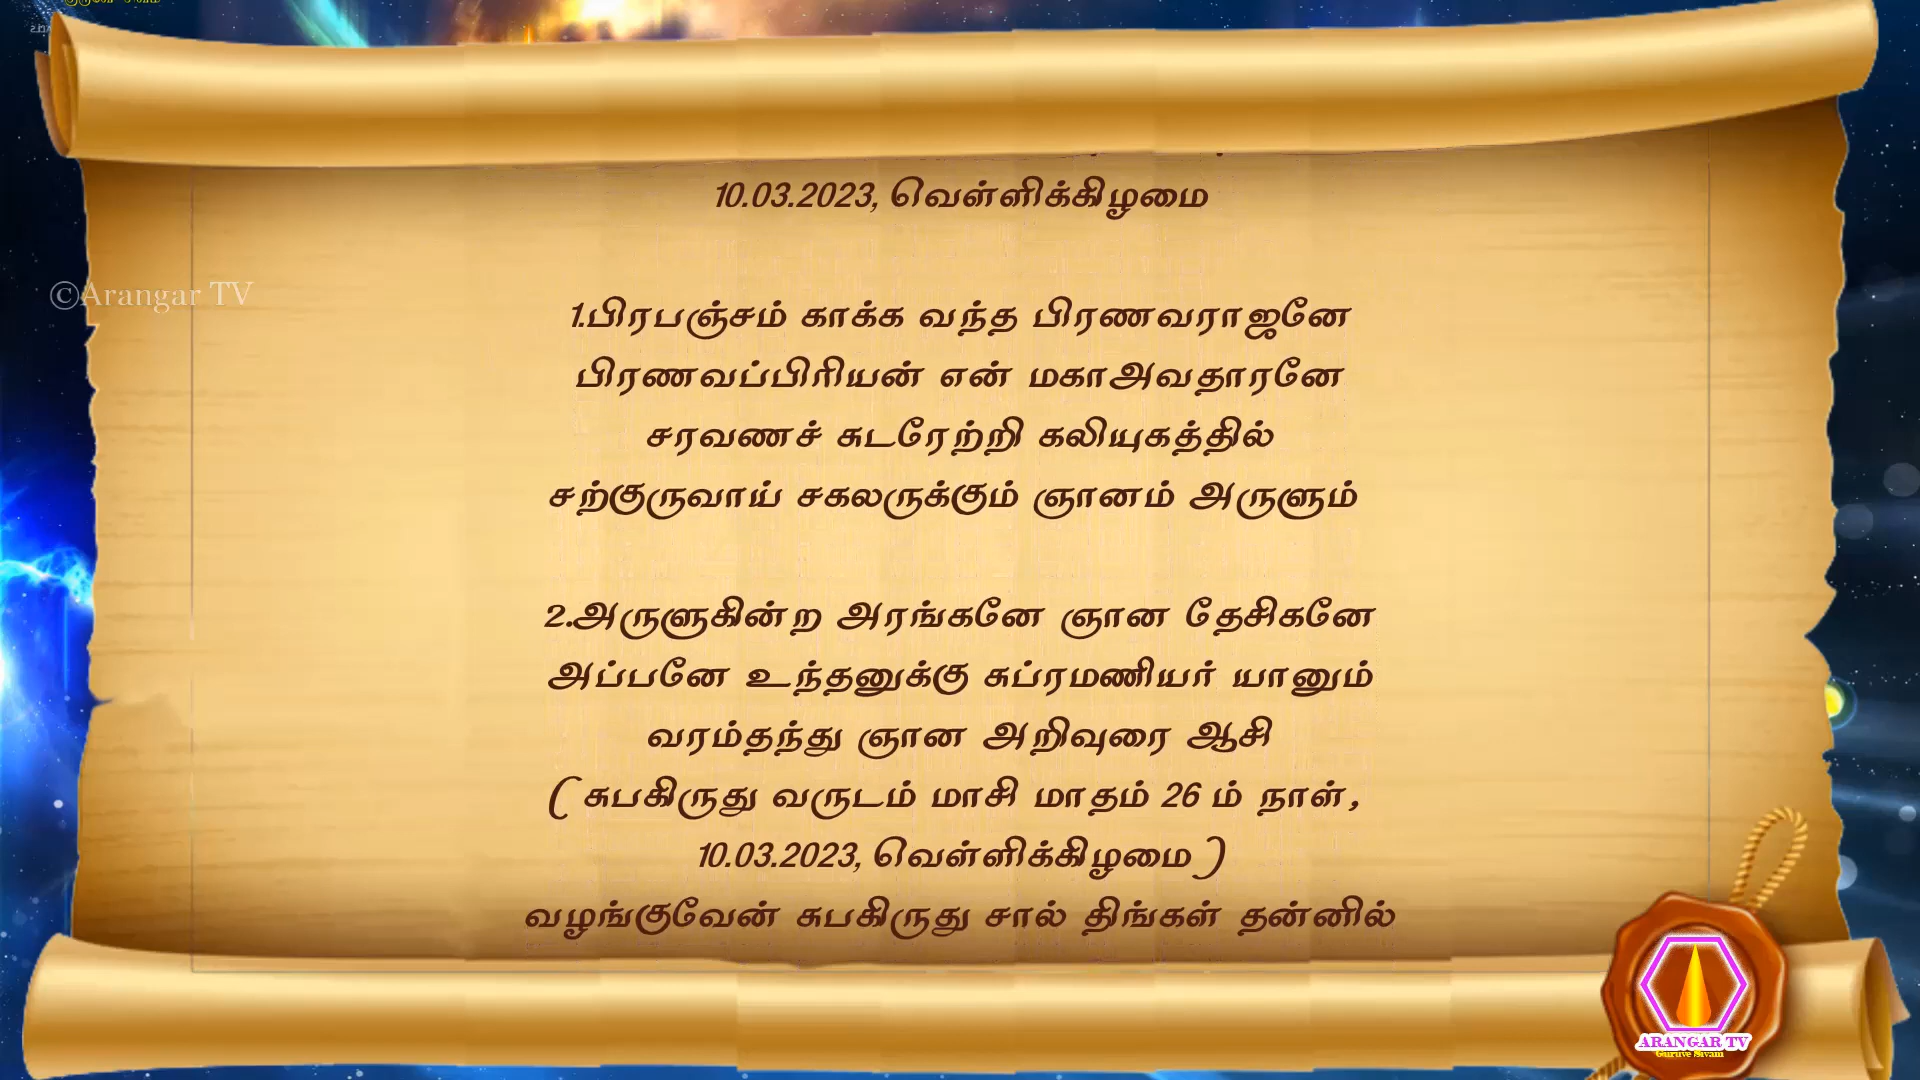 10.03.2023, வெள்ளிக்கிழமை
©Arangar TV
1.பிரபஞ்சம் காக்க வந்த பிரணவராஜனே
பிரணவப்பிரியன் என் மகாஅவதாரனே
சரவணச் சுடரேற்றி கலியுகத்தில்
சற்குருவாய் சகலருக்கும் ஞானம் அருளும்
2.அருளுகின்ற அரங்கனே ஞான தேசிகனே
அப்பனே உந்தனுக்கு சுப்ரமணியர் யானும்
வரம்தந்து ஞான அறிவுரை ஆசி
( சுபகிருது வருடம் மாசி மாதம் 26 ம் நாள்,
10.03.2023, வெள்ளிக்கிழமை )
வழங்குவேன் சுபகிருது சால் திங்கள் தன்னில்
ARANGAR TV
Guruve Sivam